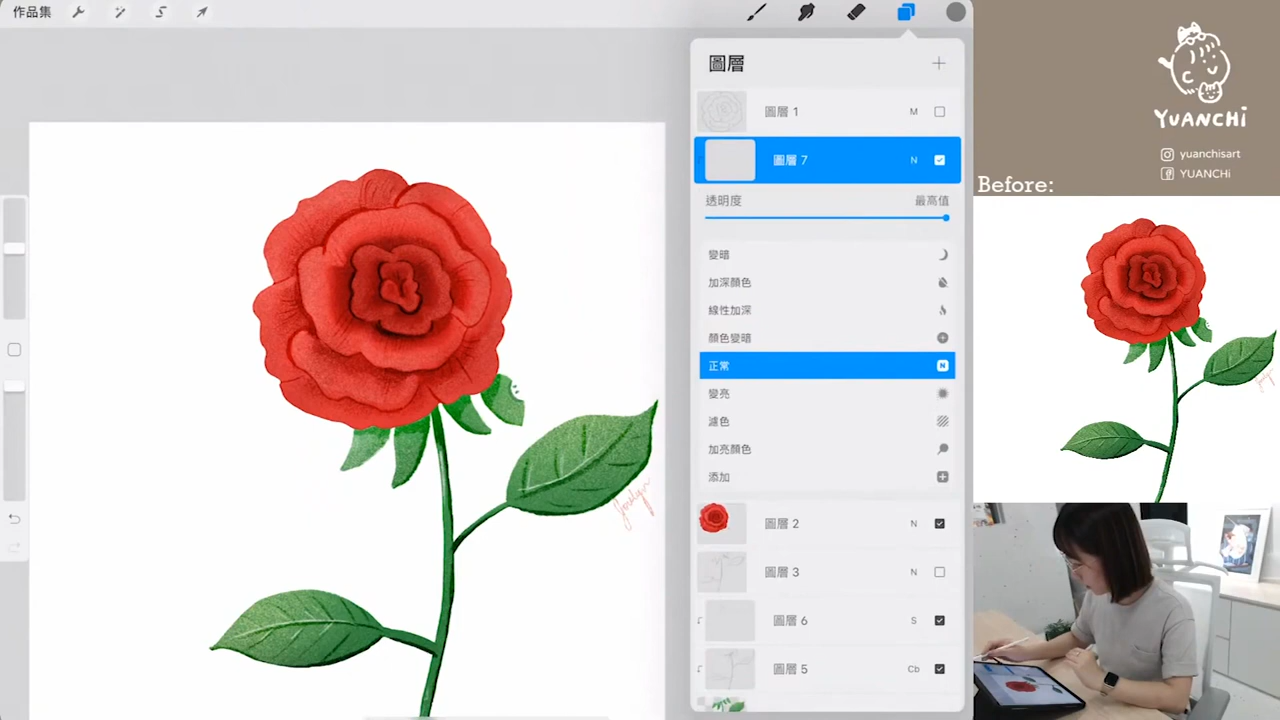 作品集
圖層
圖層 1
M
圖層 7
N
透明度
最高值
變暗
加深顏色
線性加深
顏色變暗
正常
N
變亮
濾色
加亮顏色
添加
圖層 2
N
圖層 3
N
圖層 6
S
圖層 5
Cb
YUANCHi
yuanchisart
YUANCHi
Before: